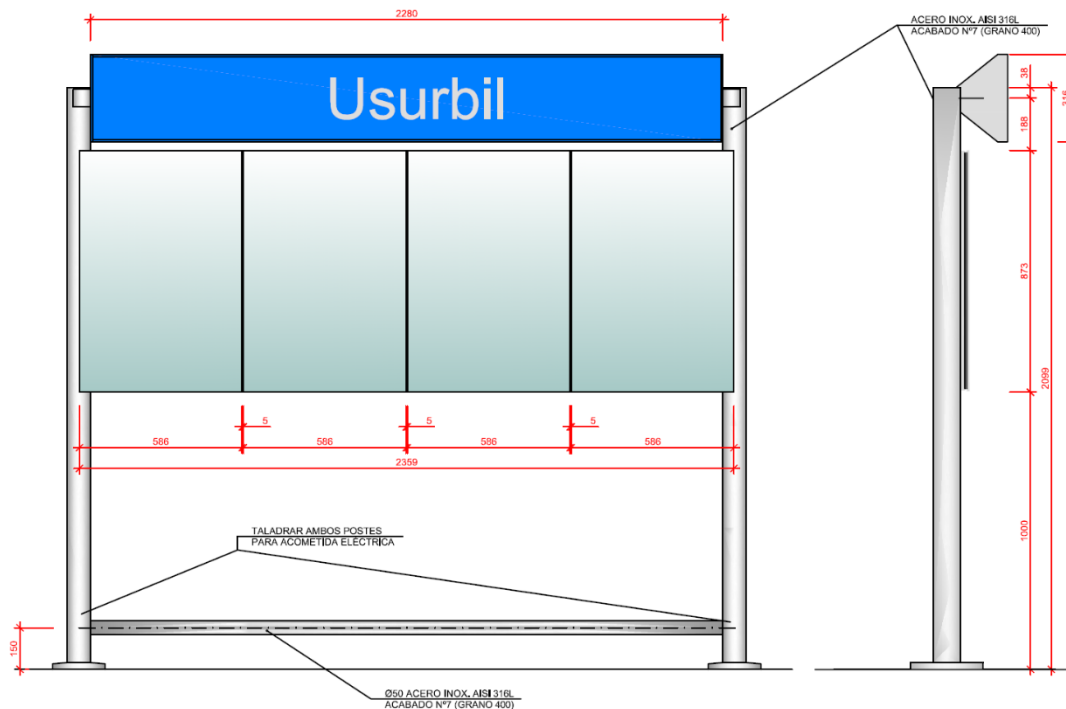 2280
ACERO INOX. AISI 316L
ACABADO Nº7 (GRANO 400)
Usurbil
38
316
188
873
2099
5
5
5
586
586
586
586
2359
1000
TALADRAR AMBOS POSTES
PARA ACOMETIDA ELÉCTRICA
150
Ø50 ACERO INOX. AISI 316L
ACABADO Nº7 (GRANO 400)